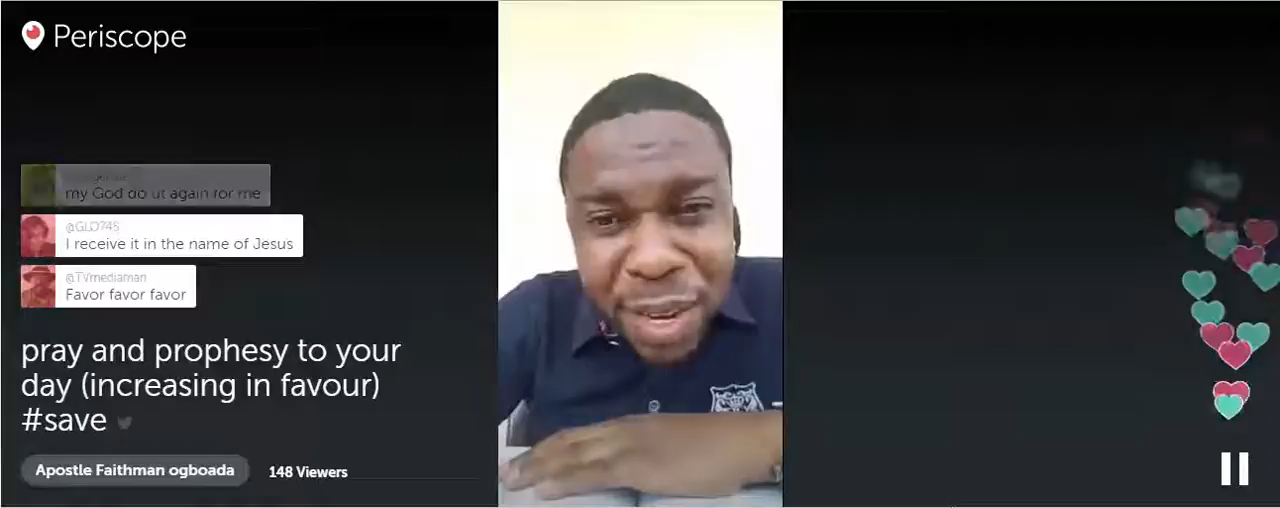 Periscope
my God do ut again for me
@GLO745
I receive it in the name of Jesus
@TVmediaman
Favor favor favor
pray and prophesy to your
day (increasing in favour)
#save
Apostle Faithman ogboada
148 Viewers